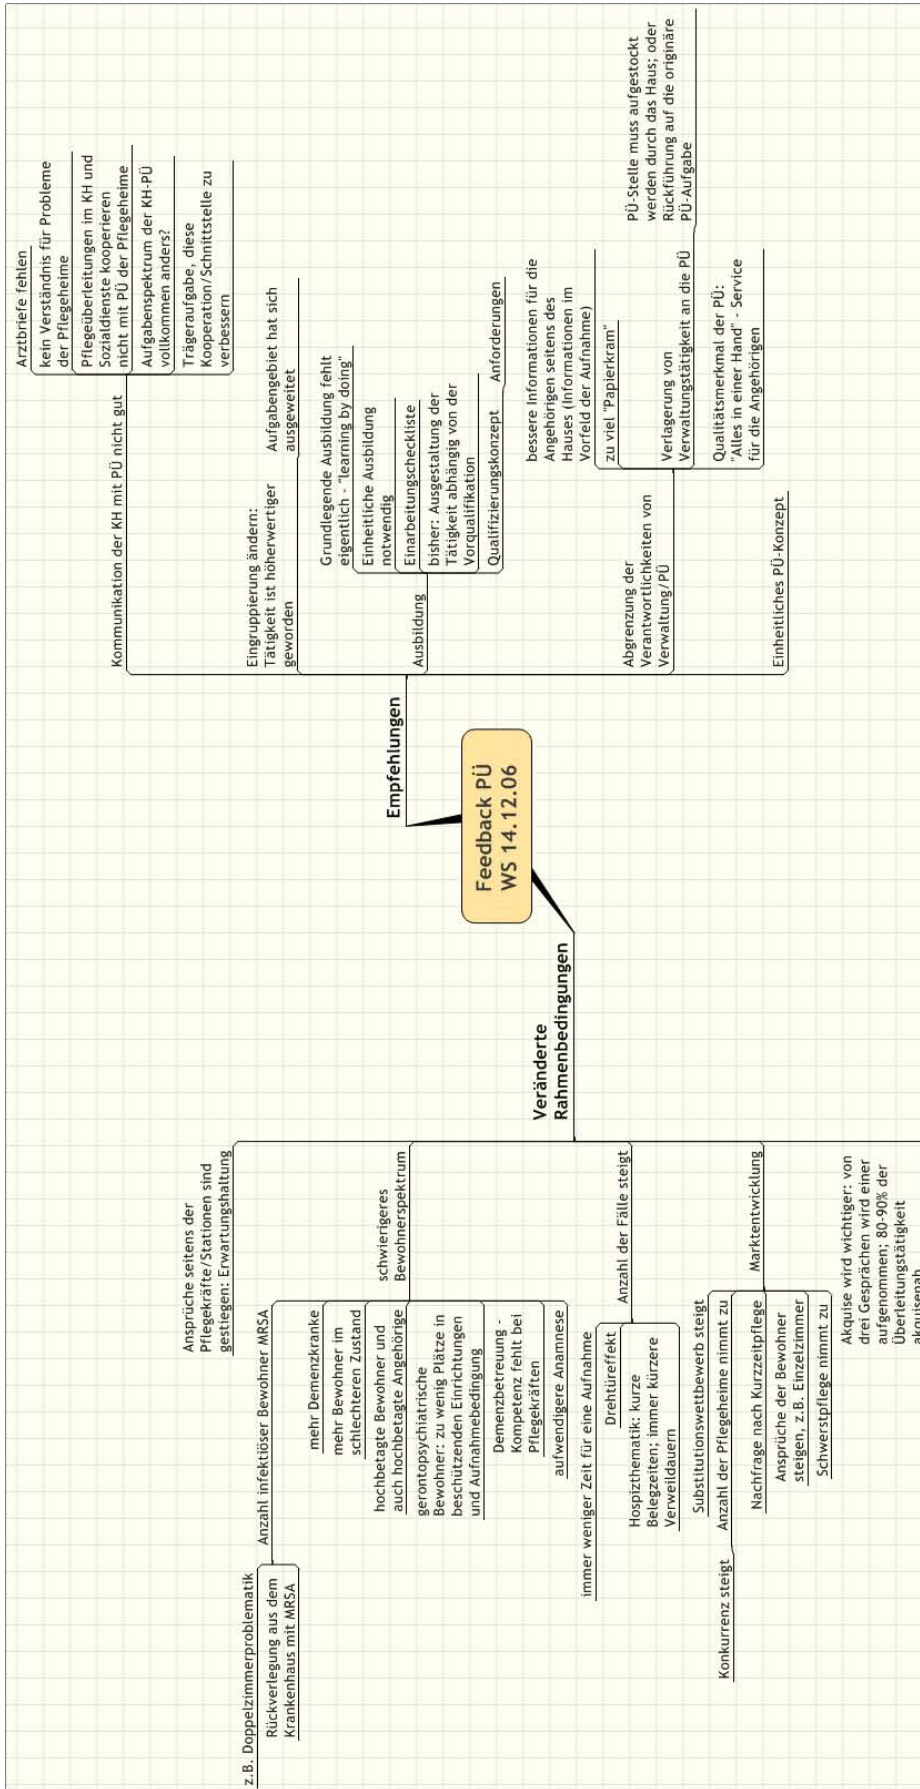 Feedback PÜ
WS 14.12.06
Empfehlungen
Kommunikation der KH mit PÜ nicht gut
Arztbriefe fehlen
kein Verständnis für Probleme
der Pflegeheime
Pflegeüberleitungen im KH und
Sozialdienste kooperieren
nicht mit PÜ der Pflegeheime
Aufgabenspektrum der KH-PÜ
vollkommen anders?
Trägeraufgabe, diese
Kooperation/Schnittstelle zu
verbessern
Eingruppierung ändern:
Tätigkeit ist höherwertiger
geworden
Aufgabengebiet hat sich
ausgeweitet
Ausbildung
Grundlegende Ausbildung fehlt
eigentlich - "learning by doing"
Einheitliche Ausbildung
notwendig
Einarbeitungscheckliste
bisher: Ausgestaltung der
Tätigkeit abhängig von der
Vorqualifikation
Qualifizierungskonzept
Anforderungen
Abgrenzung der
Verantwortlichkeiten von
Verwaltung/PÜ
bessere Informationen für die
Angehörigen seitens des
Hauses (Informationen im
Vorfeld der Aufnahme)
zu viel "Papierkram"
Verlagerung von
Verwaltungstätigkeit an die PÜ
PÜ-Stelle muss aufgestockt
werden durch das Haus; oder
Rückführung auf die originäre
PÜ-Aufgabe
Qualitätsmerkmal der PÜ:
"Alles in einer Hand" - Service
für die Angehörigen
Einheitliches PÜ-Konzept
Veränderte
Rahmenbedingungen
Ansprüche seitens der
Pflegekräfte/Stationen sind
gestiegen: Erwartungshaltung
schwierigeres
Bewohnerspektrum
Anzahl infektiöser Bewohner MRSA
z.B. Doppelzimmerproblematik
Rückverlegung aus dem
Krankenhaus mit MRSA
mehr Demenzkranke
mehr Bewohner im
schlechteren Zustand
hochbetagte Bewohner und
auch hochbetagte Angehörige
gerontopsychiatrische
Bewohner: zu wenig Plätze in
beschützenden Einrichtungen
und Aufnahmebedingung
Demenzbetreuung -
Kompetenz fehlt bei
Pflegekräften
aufwendigere Anamnese
Anzahl der Fälle steigt
immer weniger Zeit für eine Aufnahme
Drehtüreffekt
Hospizthematik: kurze
Belegzeiten; immer kürzere
Verweildauern
Marktentwicklung
Substitutionswettbewerb steigt
Anzahl der Pflegeheime nimmt zu
Konkurrenz steigt
Nachfrage nach Kurzzeitpflege
Ansprüche der Bewohner
steigen, z.B. Einzelzimmer
Schwerstpflege nimmt zu
Akquise wird wichtiger: von
drei Gesprächen wird einer
aufgenommen; 80-90% der
Überleitungstätigkeit